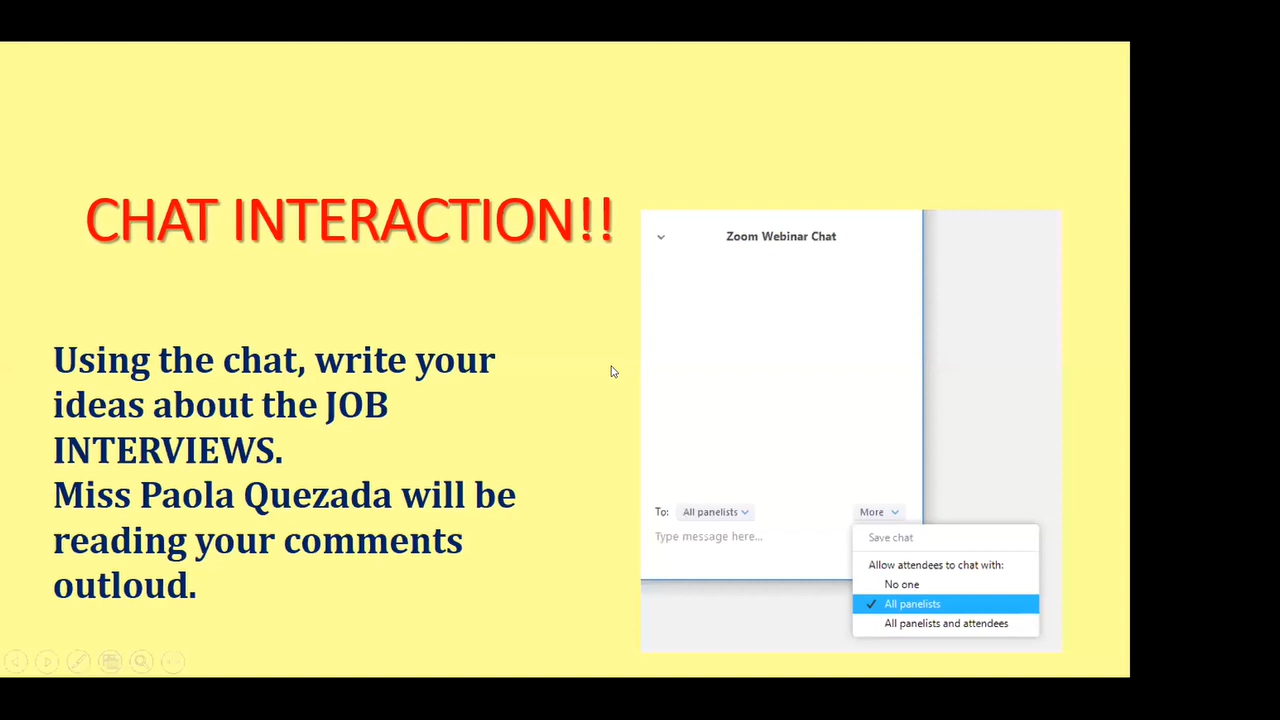 CHAT INTERACTION!!
Using the chat, write your
ideas about the JOB
INTERVIEWS.
Miss Paola Quezada will be
reading your comments
outloud.
Zoom Webinar Chat
To: All panelists More
Type message here...
Save chat
Allow attendees to chat with:
No one
All panelists
All panelists and attendees